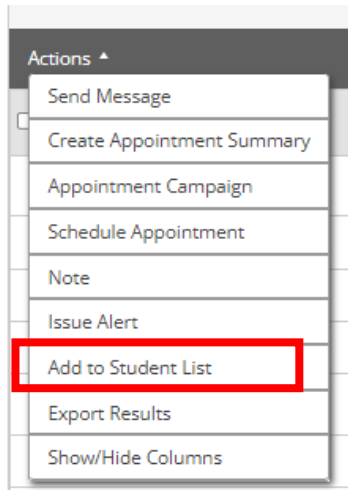 Actions
Send Message
Create Appointment Summary
Appointment Campaign
Schedule Appointment
Note
Issue Alert
Add to Student List
Export Results
Show/Hide Columns